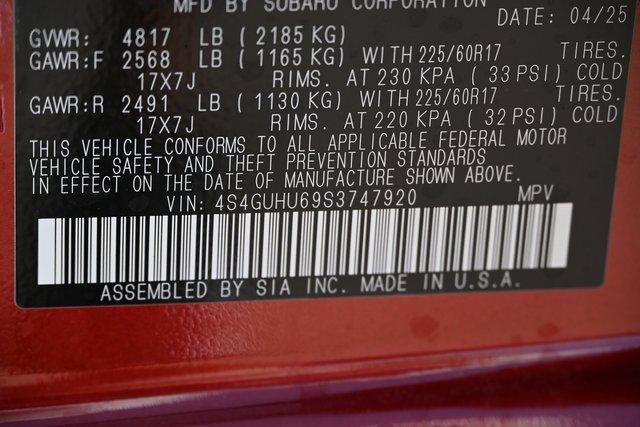 MFD BY SUBARU CORPORATION
DATE: 04/25
GVWR: 4817 LB ( 2185 KG)
GAWR:F 2568 LB ( 1165 KG) WITH 225/60R17 TIRES.
17X7J RIMS. AT 230 KPA ( 33 PSI) COLD
GAWR:R 2491 LB ( 1130 KG) WITH 225/60R17 TIRES.
17X7J RIMS. AT 220 KPA ( 32 PSI) COLD
THIS VEHICLE CONFORMS TO ALL APPLICABLE FEDERAL MOTOR
VEHICLE SAFETY AND THEFT PREVENTION STANDARDS
IN EFFECT ON THE DATE OF MANUFACTURE SHOWN ABOVE.
VIN: 4S4GUHU69S3747920 MPV
ASSEMBLED BY SIA INC. MADE IN U.S.A.